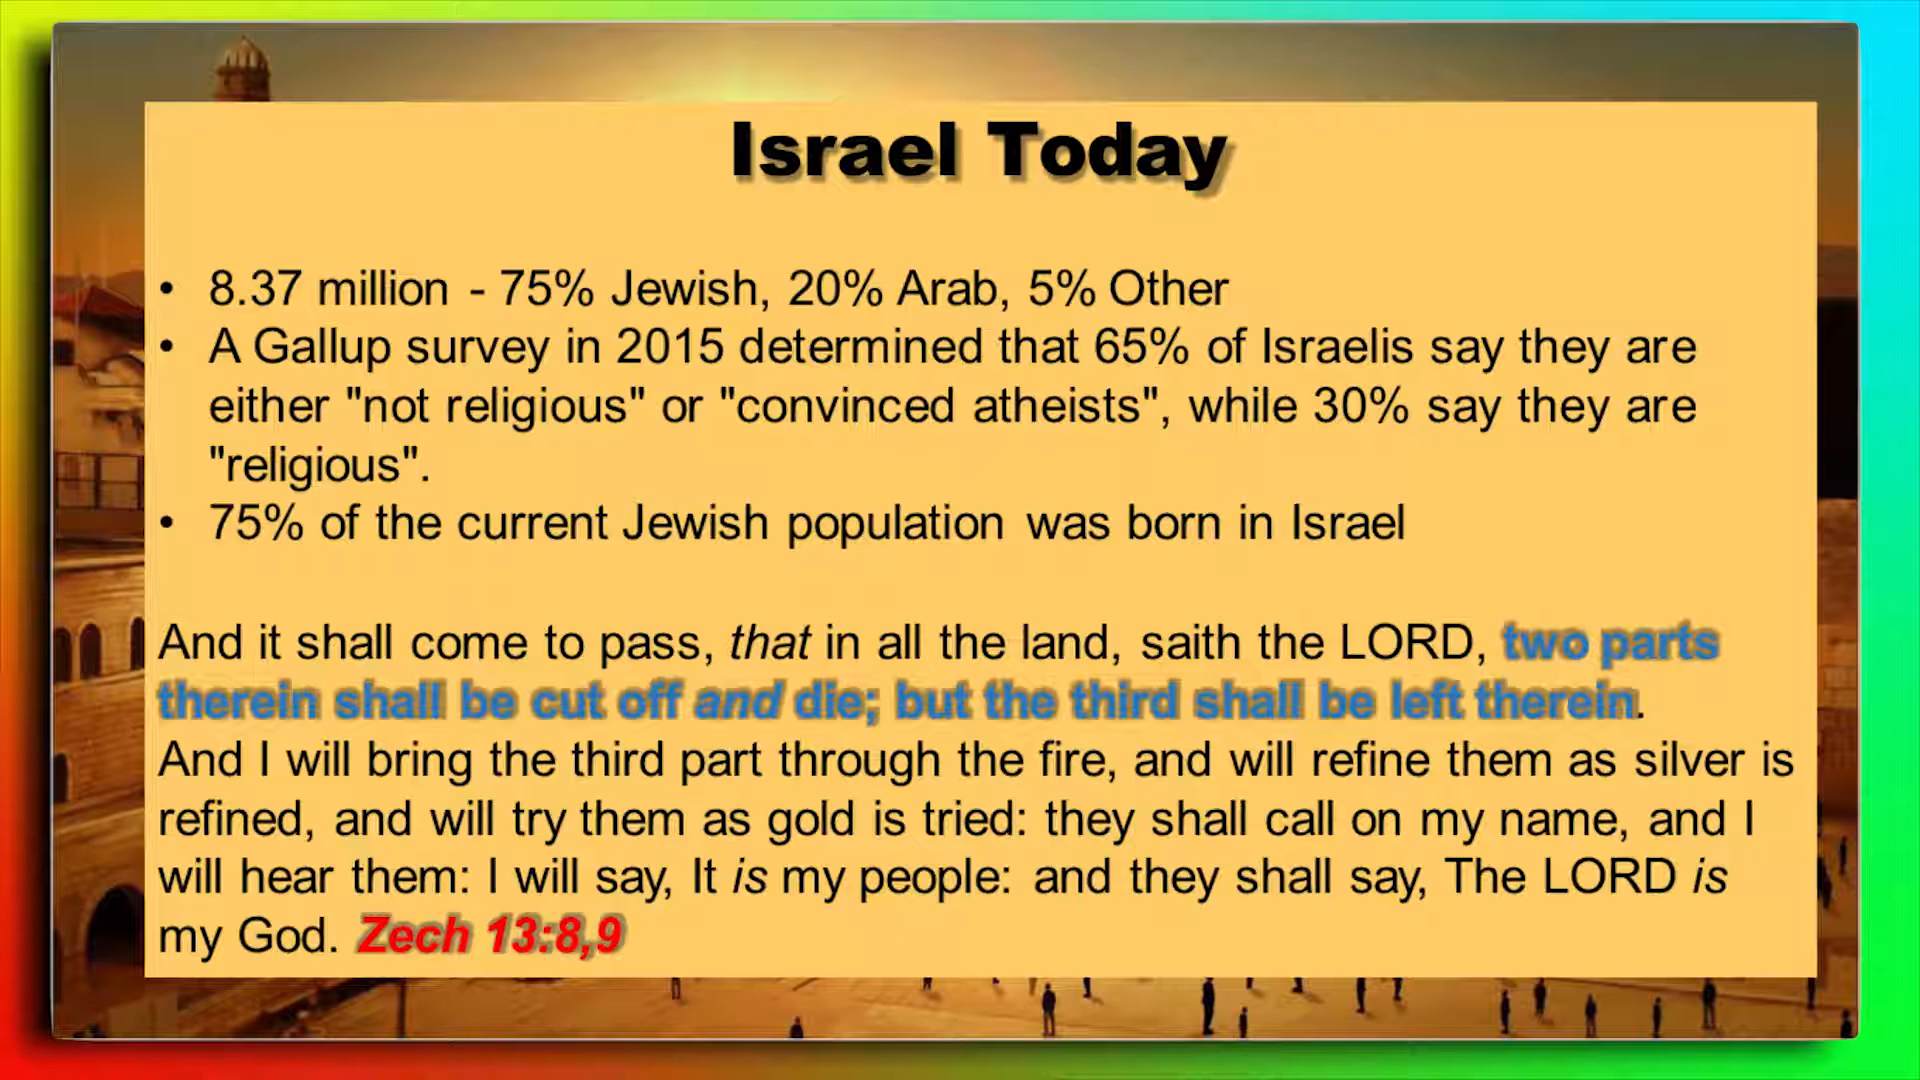 Israel Today
• 8.37 million - 75% Jewish, 20% Arab, 5% Other
• A Gallup survey in 2015 determined that 65% of Israelis say they are
either "not religious" or "convinced atheists", while 30% say they are
"religious".
• 75% of the current Jewish population was born in Israel
And it shall come to pass, that in all the land, saith the LORD, two parts
therein shall be cut off and die; but the third shall be left therein.
And I will bring the third part through the fire, and will refine them as silver is
refined, and will try them as gold is tried: they shall call on my name, and I
will hear them: I will say, It is my people: and they shall say, The LORD is
my God. Zech 13:8,9